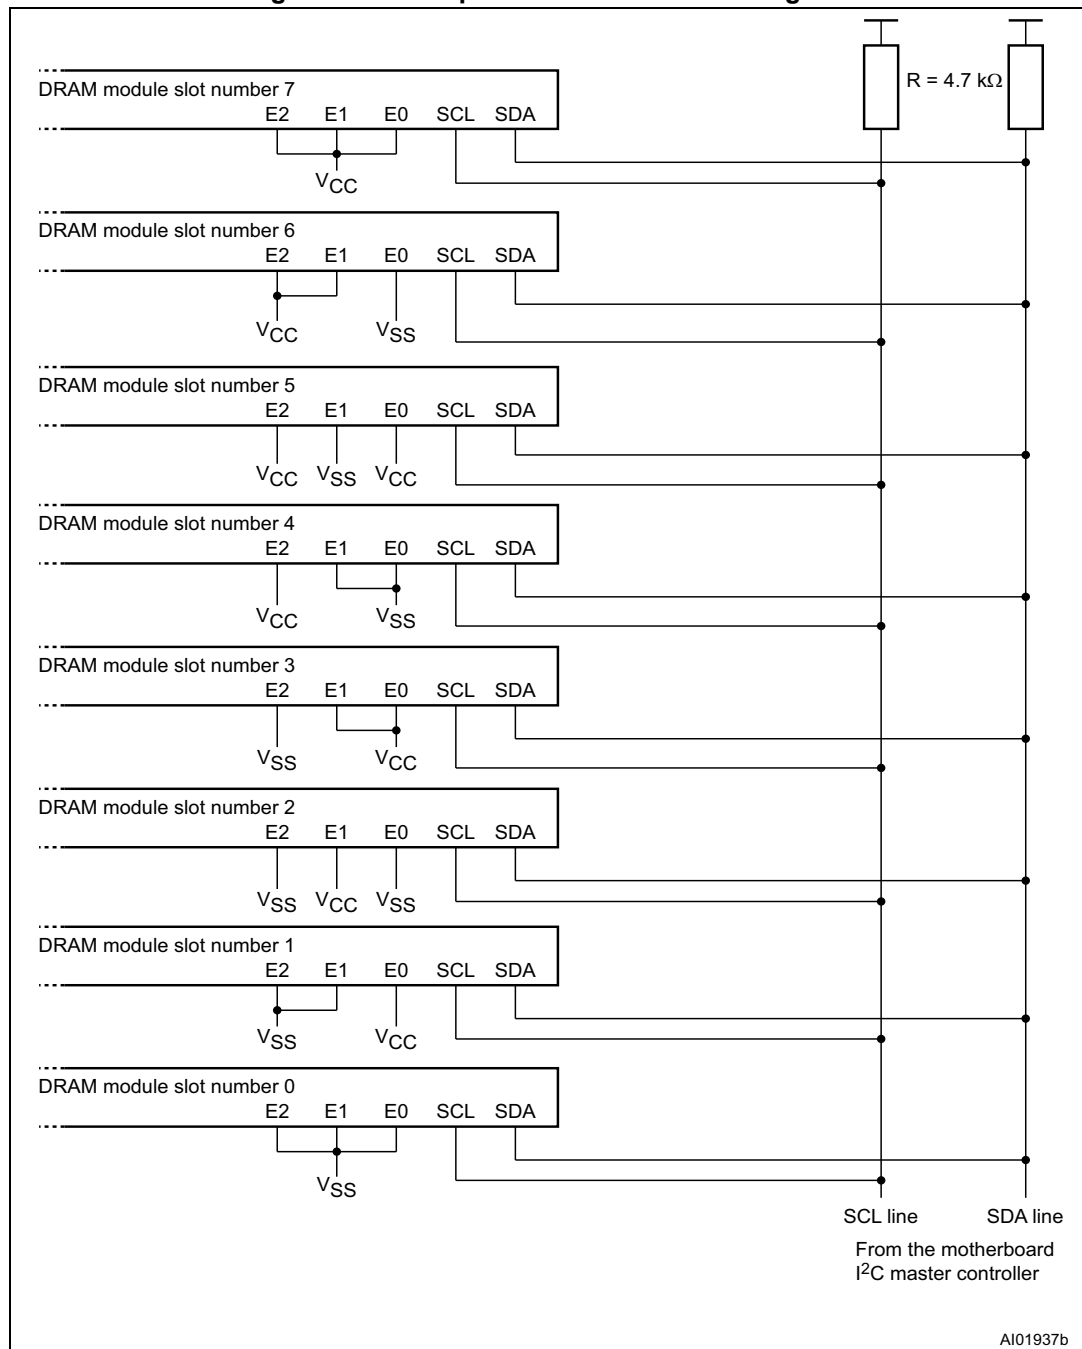 R = 4.7 kΩ
DRAM module slot number 7
E2 E1 E0 SCL SDA
VCC
DRAM module slot number 6
E2 E1 E0 SCL SDA
VCC VSS
DRAM module slot number 5
E2 E1 E0 SCL SDA
VCC VSS VCC
DRAM module slot number 4
E2 E1 E0 SCL SDA
VCC VSS
DRAM module slot number 3
E2 E1 E0 SCL SDA
VSS VCC
DRAM module slot number 2
E2 E1 E0 SCL SDA
VSS VCC VSS
DRAM module slot number 1
E2 E1 E0 SCL SDA
VSS VCC
DRAM module slot number 0
E2 E1 E0 SCL SDA
VSS
SCL line SDA line
From the motherboard
I2C master controller
AI01937b